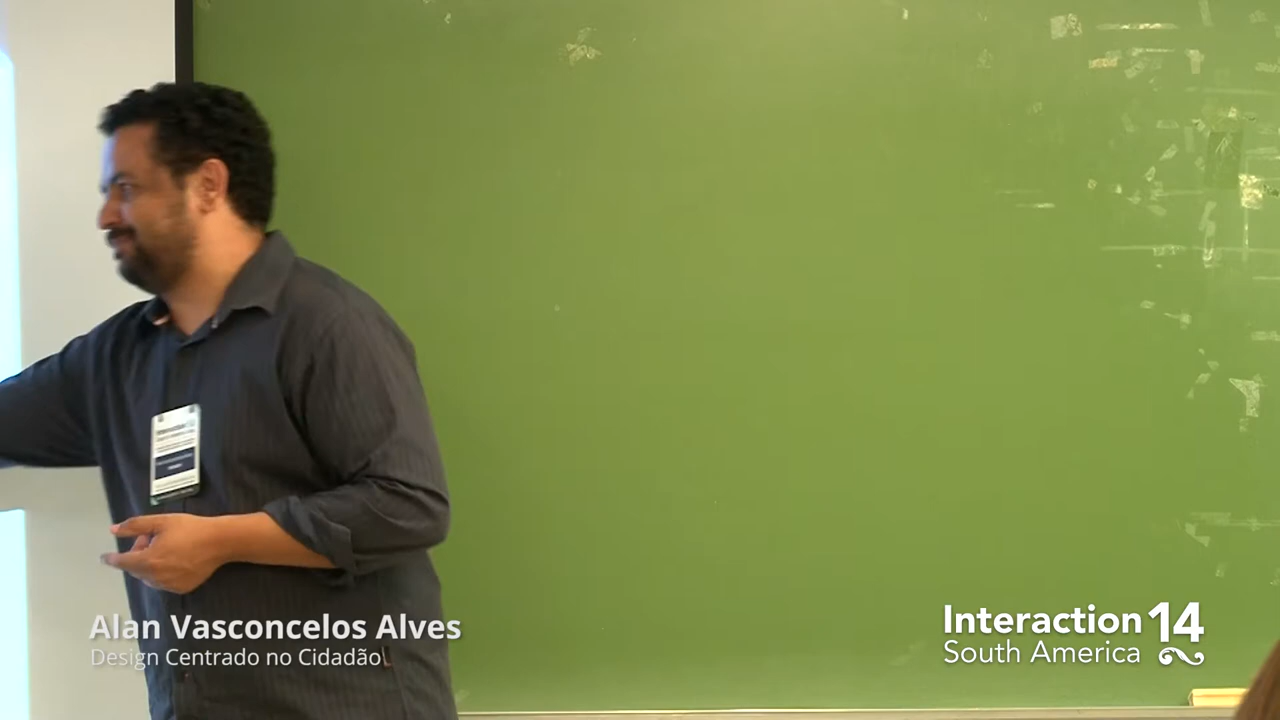 Alan Vasconcelos Alves
Design Centrado no Cidadão
Interaction 14
South America